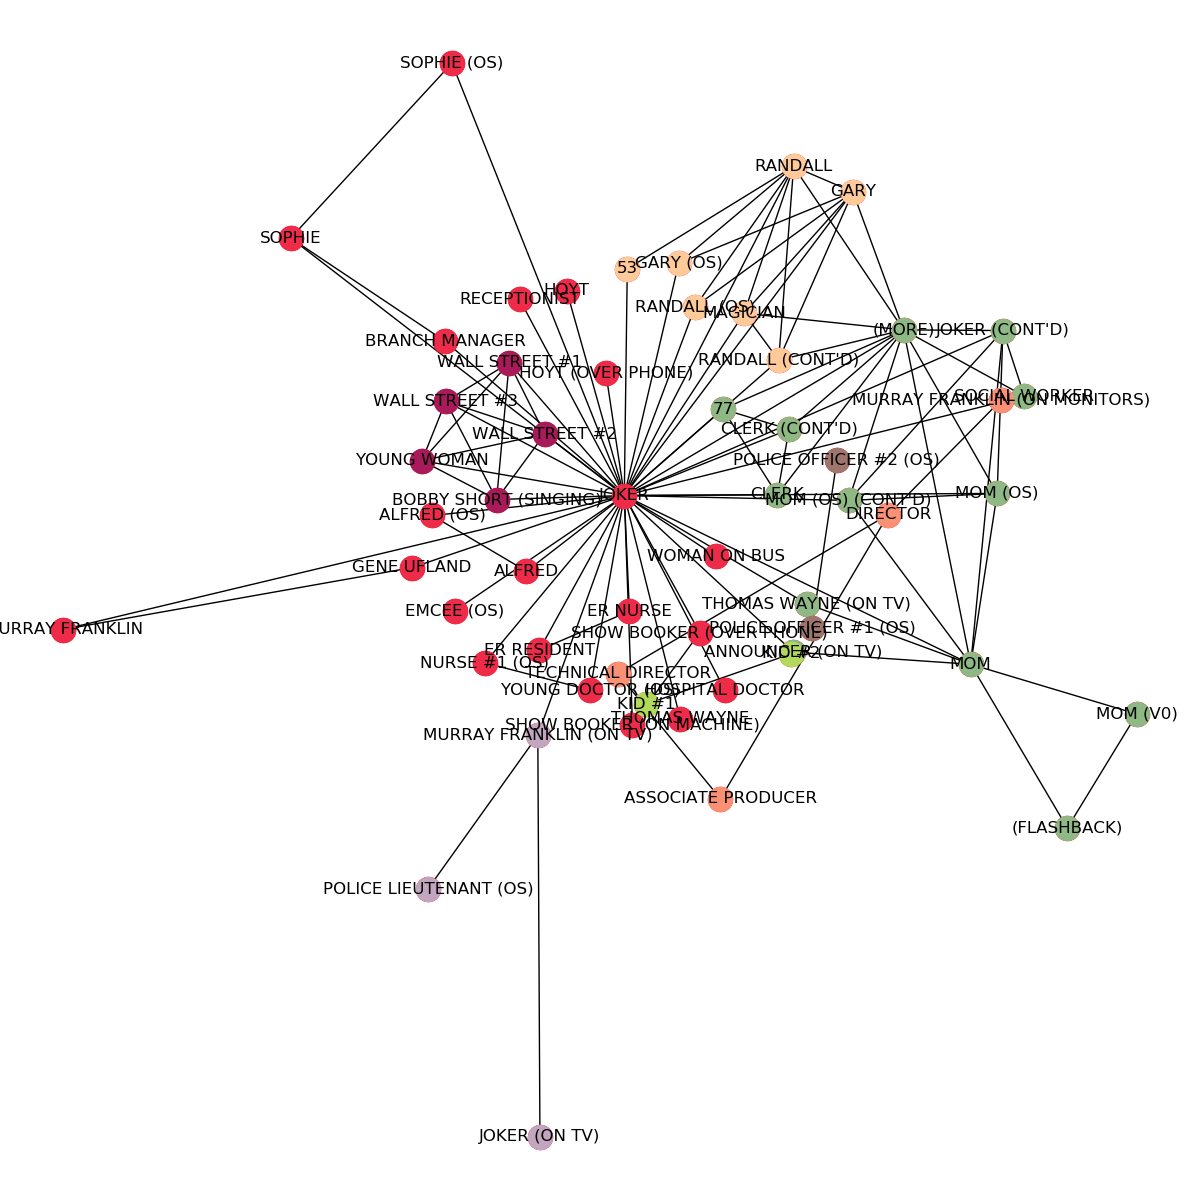 SOPHIE (OS)
RANDALL
GARY
SOPHIE
GARY (OS)
53
HOYT
RECEPTIONIST
RANDALL (OS)
MAGICIAN
(MORE)
JOKER (CONT'D)
BRANCH MANAGER
WALL STREET #1
RANDALL (CONT'D)
HOYT (OVER PHONE)
SOCIAL WORKER
MURRAY FRANKLIN (ON MONITORS)
WALL STREET #3
77
CLERK (CONT'D)
WALL STREET #2
YOUNG WOMAN
POLICE OFFICER #2 (OS)
MOM (OS)
CLERK
JOKER
BOBBY SHORT (SINGING)
MOM (OS) (CONT'D)
ALFRED (OS)
DIRECTOR
WOMAN ON BUS
GENE UFLAND
ALFRED
THOMAS WAYNE (ON TV)
EMCEE (OS)
ER NURSE
URRAY FRANKLIN
POLICE OFFICER #1 (OS)
SHOW BOOKER (OVER PHONE)
ER RESIDENT
ANNOUNCER (ON TV)
KID #2
NURSE #1 (OS)
MOM
TECHNICAL DIRECTOR
YOUNG DOCTOR (OS)
HOSPITAL DOCTOR
KID #1
MOM (V0)
THOMAS WAYNE
SHOW BOOKER (ON MACHINE)
MURRAY FRANKLIN (ON TV)
ASSOCIATE PRODUCER
(FLASHBACK)
POLICE LIEUTENANT (OS)
JOKER (ON TV)